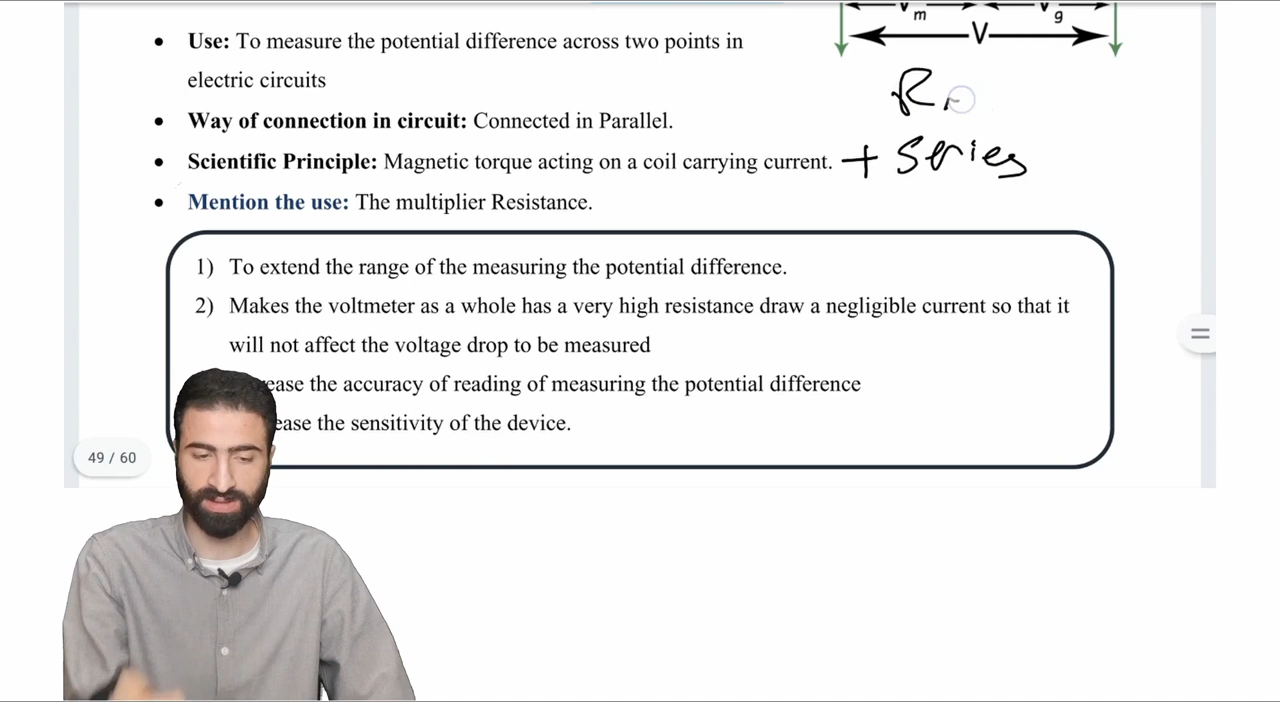 m
g
V
• Use: To measure the potential difference across two points in
electric circuits
R
• Way of connection in circuit: Connected in Parallel.
• Scientific Principle: Magnetic torque acting on a coil carrying current. + Series
• Mention the use: The multiplier Resistance.
1) To extend the range of the measuring the potential difference.
2) Makes the voltmeter as a whole has a very high resistance draw a negligible current so that it
will not affect the voltage drop to be measured
the accuracy of reading of measuring the potential difference
the sensitivity of the device.
49 / 60